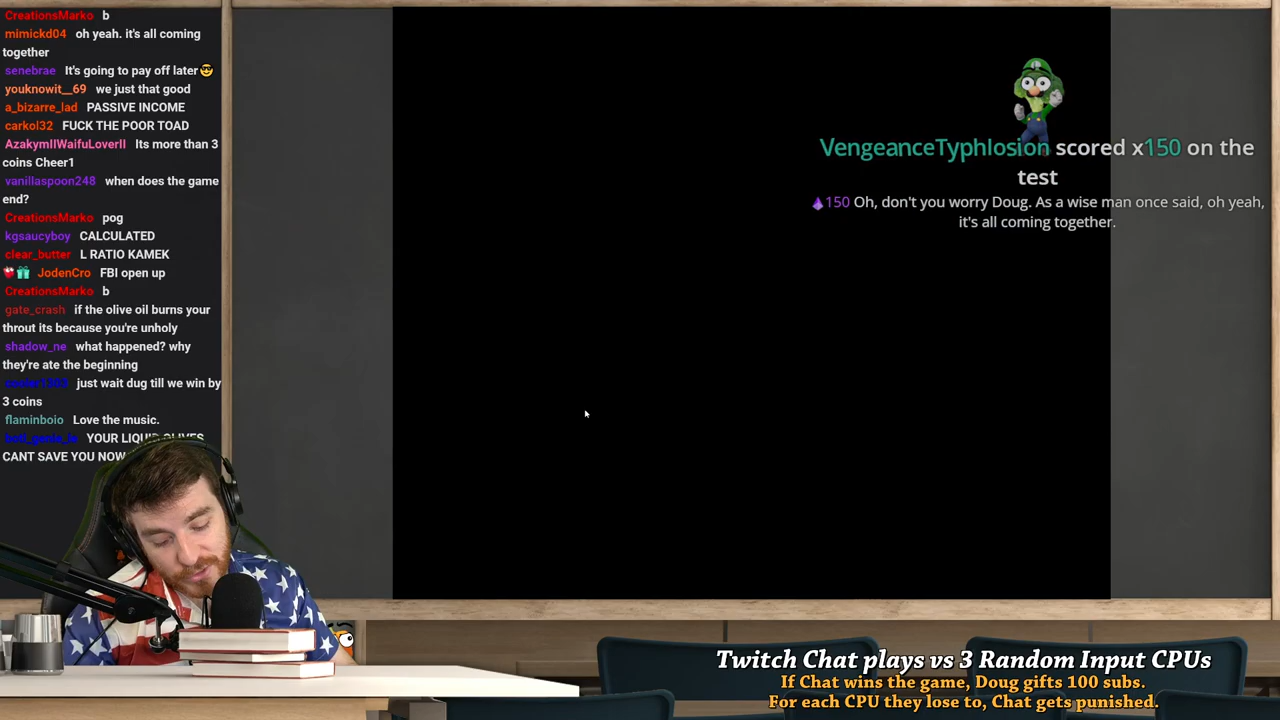 CreationsMarko b
mimickd04 oh yeah. it's all coming
together
senebrae It's going to pay off later😎
youknowit__69 we just that good
a_bizarre_lad PASSIVE INCOME
carkol32 FUCK THE POOR TOAD
AzakymIIWaifuLoverII Its more than 3
coins Cheer1
vanillaspoon248 when does the game
end?
CreationsMarko pog
kgsaucyboy CALCULATED
clear_butter L RATIO KAMEK
JodenCro FBI open up
CreationsMarko b
gate_crash if the olive oil burns your
throut its because you're unholy
shadow_ne what happened? why
they're ate the beginning
just wait dug till we win by
3 coins
flaminboio Love the music.
YOUR LIQUID OLIVES
CANT SAVE YOU NOW
VengeanceTyphlosion scored x150 on the
test
150 Oh, don't you worry Doug. As a wise man once said, oh yeah,
it's all coming together.
Twitch Chat plays vs 3 Random Input CPUs
If Chat wins the game, Doug gifts 100 subs.
For each CPU they lose to, Chat gets punished.